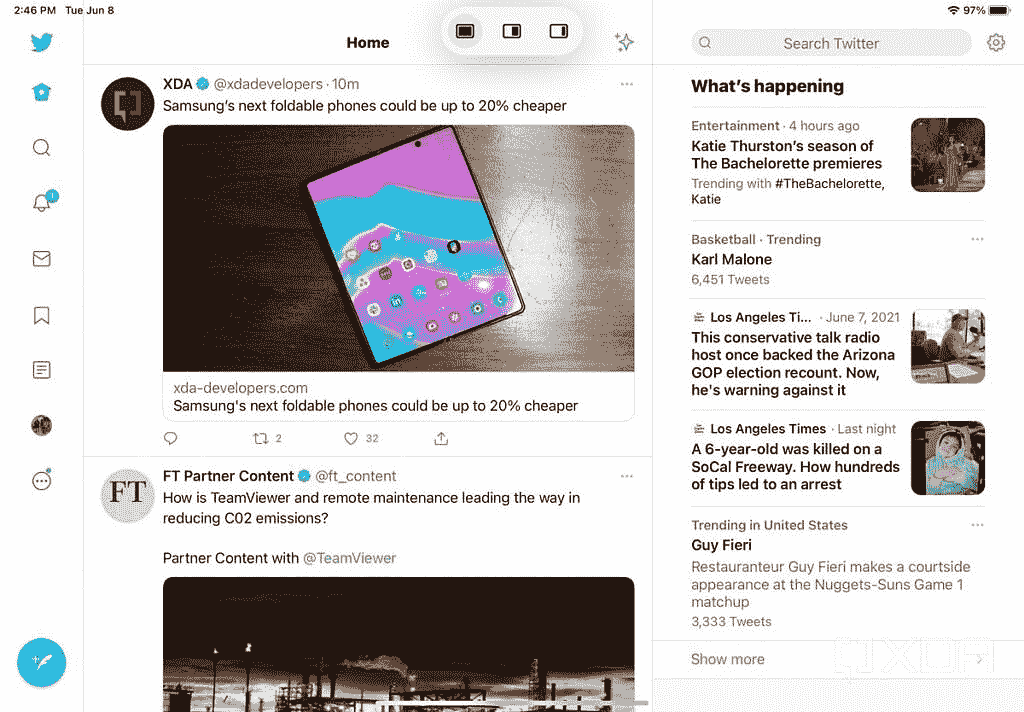 2:46 PM Tue Jun 8
97%
Home
Search Twitter
XDA @xdadevelopers · 10m
Samsung's next foldable phones could be up to 20% cheaper
xda-developers.com
Samsung's next foldable phones could be up to 20% cheaper
2
32
FT
FT Partner Content @ft_content
How is TeamViewer and remote maintenance leading the way in
reducing C02 emissions?
Partner Content with @TeamViewer
1
What's happening
Entertainment · 4 hours ago
Katie Thurston's season of
The Bachelorette premieres
Trending with #TheBachelorette,
Katie
Basketball · Trending
Karl Malone
6,451 Tweets
Los Angeles Ti... · June 7, 2021
This conservative talk radio
host once backed the Arizona
GOP election recount. Now,
he's warning against it
Los Angeles Times · Last night
A 6-year-old was killed on a
SoCal Freeway. How hundreds
of tips led to an arrest
Trending in United States
Guy Fieri
Restauranteur Guy Fieri makes a courtside
appearance at the Nuggets-Suns Game 1
matchup
3,333 Tweets
Show more
XDA